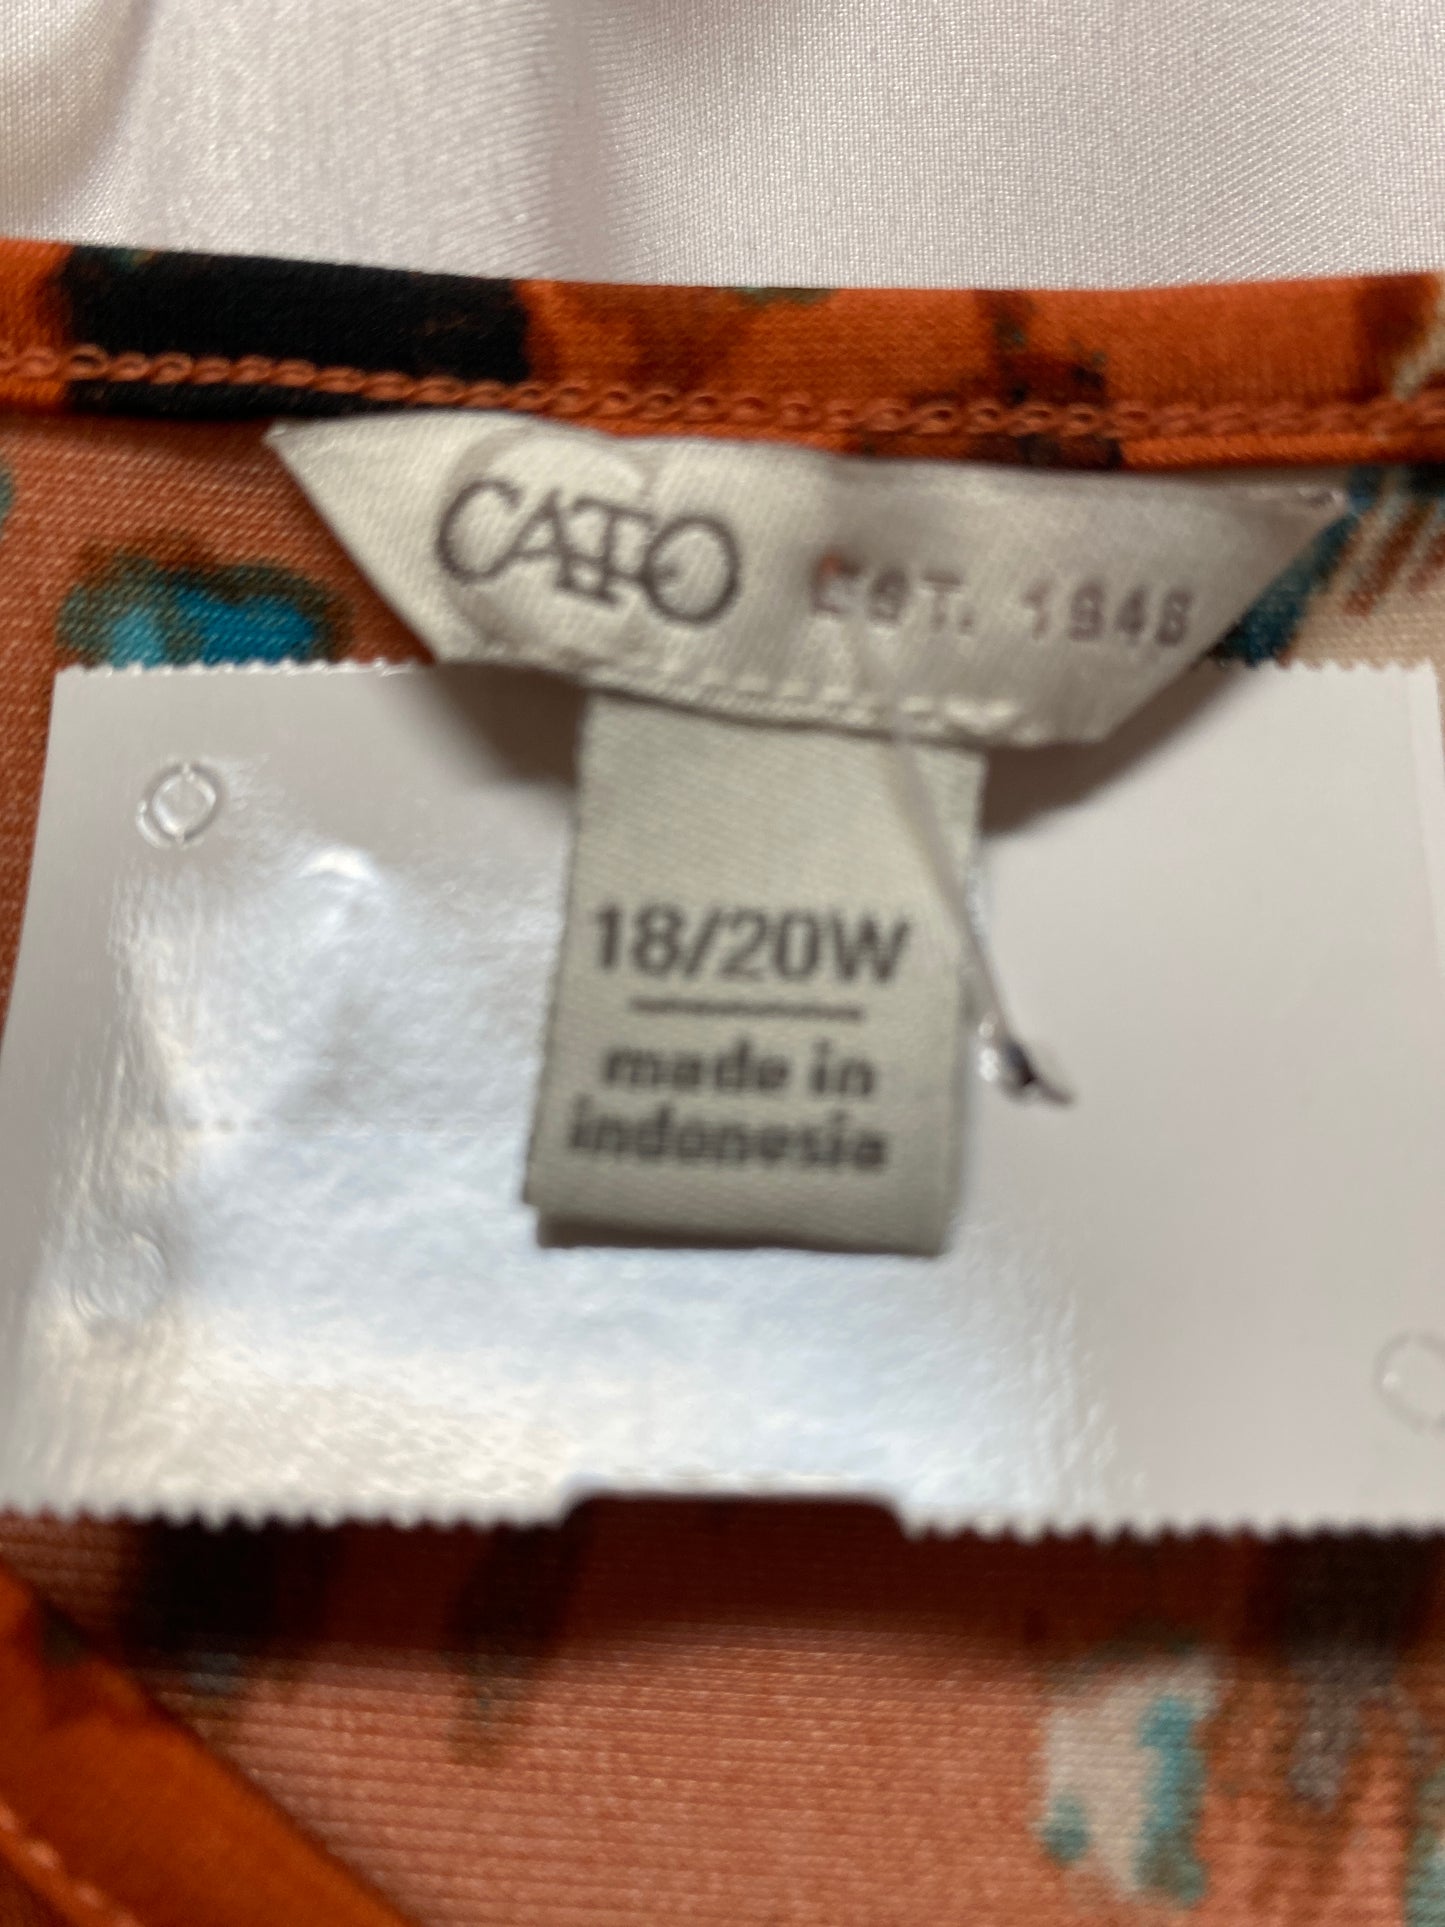 CATO EST. 1946
18/20W
made in
indonesia